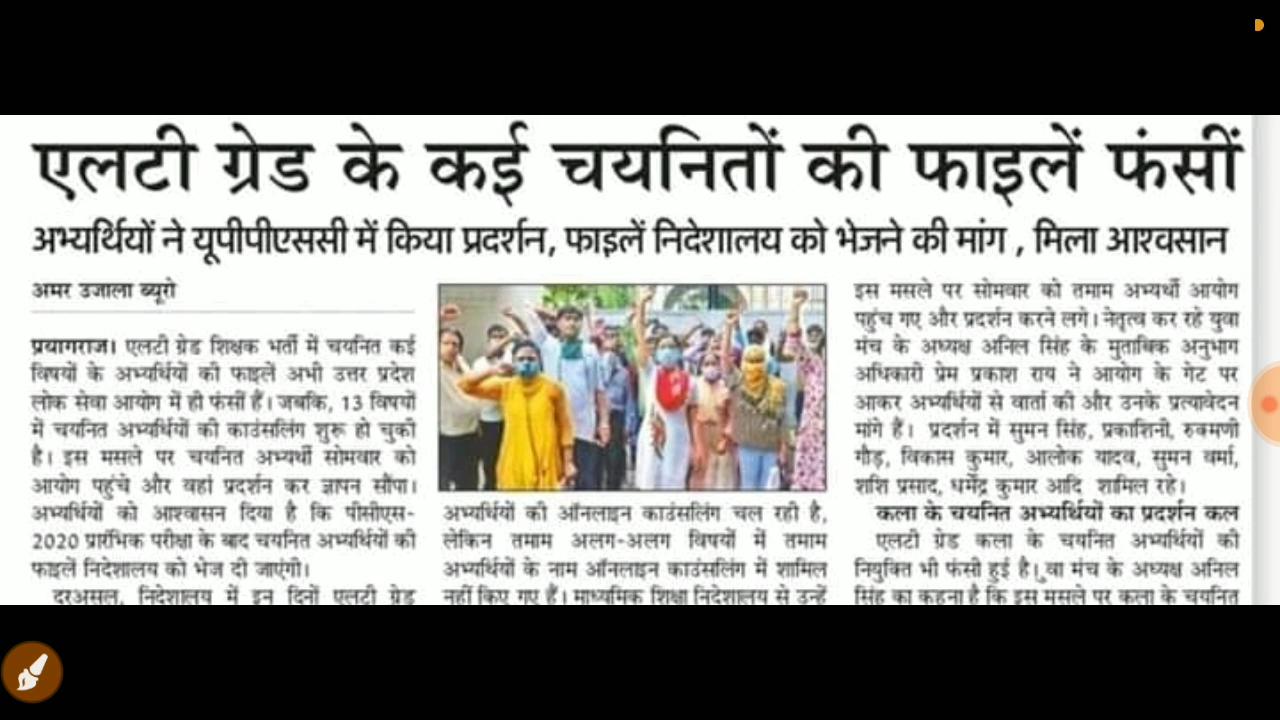 एलटी ग्रेड के कई चयनितों की फाइलें फंसीं
अभ्यर्थियों ने यूपीपीएससी में किया प्रदर्शन, फाइलें निदेशालय को भेजने की मांग , मिला आश्वसान
अमर उजाला ब्यूरो
प्रयागराज। एलटी ग्रेड शिक्षक भर्ती में चयनित कई
विषयों के अभ्यर्थियों की फाइलें अभी उत्तर प्रदेश
लोक सेवा आयोग में ही फंसीं हैं। जबकि, 13 विषयों
में चयनित अभ्यर्थियों की काउंसलिंग शुरू हो चुकी
है। इस मसले पर चयनित अभ्यर्थी सोमवार को
आयोग पहुंचे और वहां प्रदर्शन कर ज्ञापन सौंपा।
अभ्यर्थियों को आश्वासन दिया है कि पीसीएस-
2020 प्रारंभिक परीक्षा के बाद चयनित अभ्यर्थियों की
फाइलें निदेशालय को भेज दी जाएंगी।
दरअसल, निदेशालय में इन दिनों एलटी ग्रेड
अभ्यर्थियों की ऑनलाइन काउंसलिंग चल रही है,
लेकिन तमाम अलग-अलग विषयों में तमाम
अभ्यर्थियों के नाम ऑनलाइन काउंसलिंग में शामिल
नहीं किए गए हैं। माध्यमिक शिक्षा निदेशालय से उन्हें
इस मसले पर सोमवार को तमाम अभ्यर्थी आयोग
पहुंच गए और प्रदर्शन करने लगे। नेतृत्व कर रहे युवा
मंच के अध्यक्ष अनिल सिंह के मुताबिक अनुभाग
अधिकारी प्रेम प्रकाश राय ने आयोग के गेट पर
आकर अभ्यर्थियों से वार्ता की और उनके प्रत्यावेदन
मांगे हैं। प्रदर्शन में सुमन सिंह, प्रकाशिनी, रुक्मणी
गौड़, विकास कुमार, आलोक यादव, सुमन वर्मा,
शशि प्रसाद, धर्मेंद्र कुमार आदि शामिल रहे।
कला के चयनित अभ्यर्थियों का प्रदर्शन कल
एलटी ग्रेड कला के चयनित अभ्यर्थियों की
नियुक्ति भी फंसी हुई है। वा मंच के अध्यक्ष अनिल
सिंह का कहना है कि इस मसले पर कला के चयनित